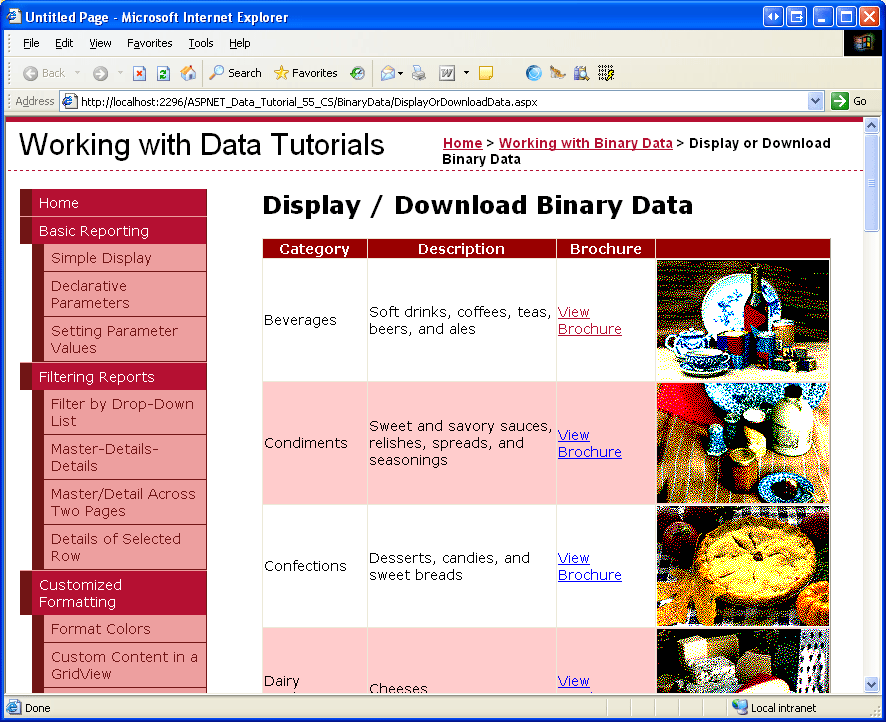 Untitled Page - Microsoft Internet Explorer
File Edit View Favorites Tools Help
Back Search Favorites
Address http://localhost:2296/ASPNET_Data_Tutorial_55_CS/BinaryData/DisplayOrDownloadData.aspx Go
Working with Data Tutorials
Home > Working with Binary Data > Display or Download
Binary Data
Home
Basic Reporting
Simple Display
Declarative
Parameters
Setting Parameter
Values
Filtering Reports
Filter by Drop-Down
List
Master-Details-
Details
Master/Detail Across
Two Pages
Details of Selected
Row
Customized
Formatting
Format Colors
Custom Content in a
GridView
Display / Download Binary Data
Category Description Brochure
Beverages
Soft drinks, coffees, teas,
beers, and ales
View
Brochure
Condiments
Sweet and savory sauces,
relishes, spreads, and
seasonings
View
Brochure
Confections
Desserts, candies, and
sweet breads
View
Brochure
Dairy
Cheeses
View
Done Local intranet